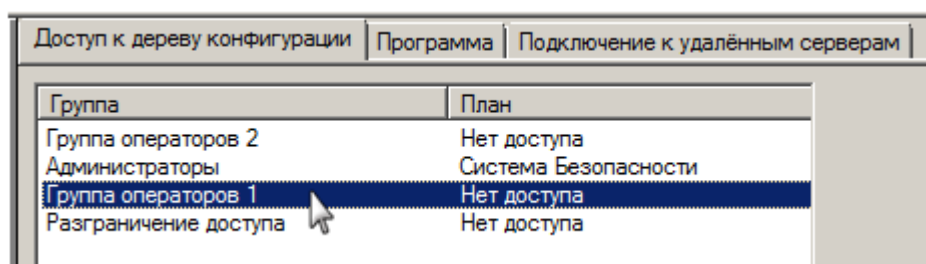 Доступ к дереву конфигурации Программа Подключение к удалённым серверам
Группа План
Группа операторов 2 Нет доступа
Администраторы Система Безопасности
Группа операторов 1 Нет доступа
Разграничение доступа Нет доступа